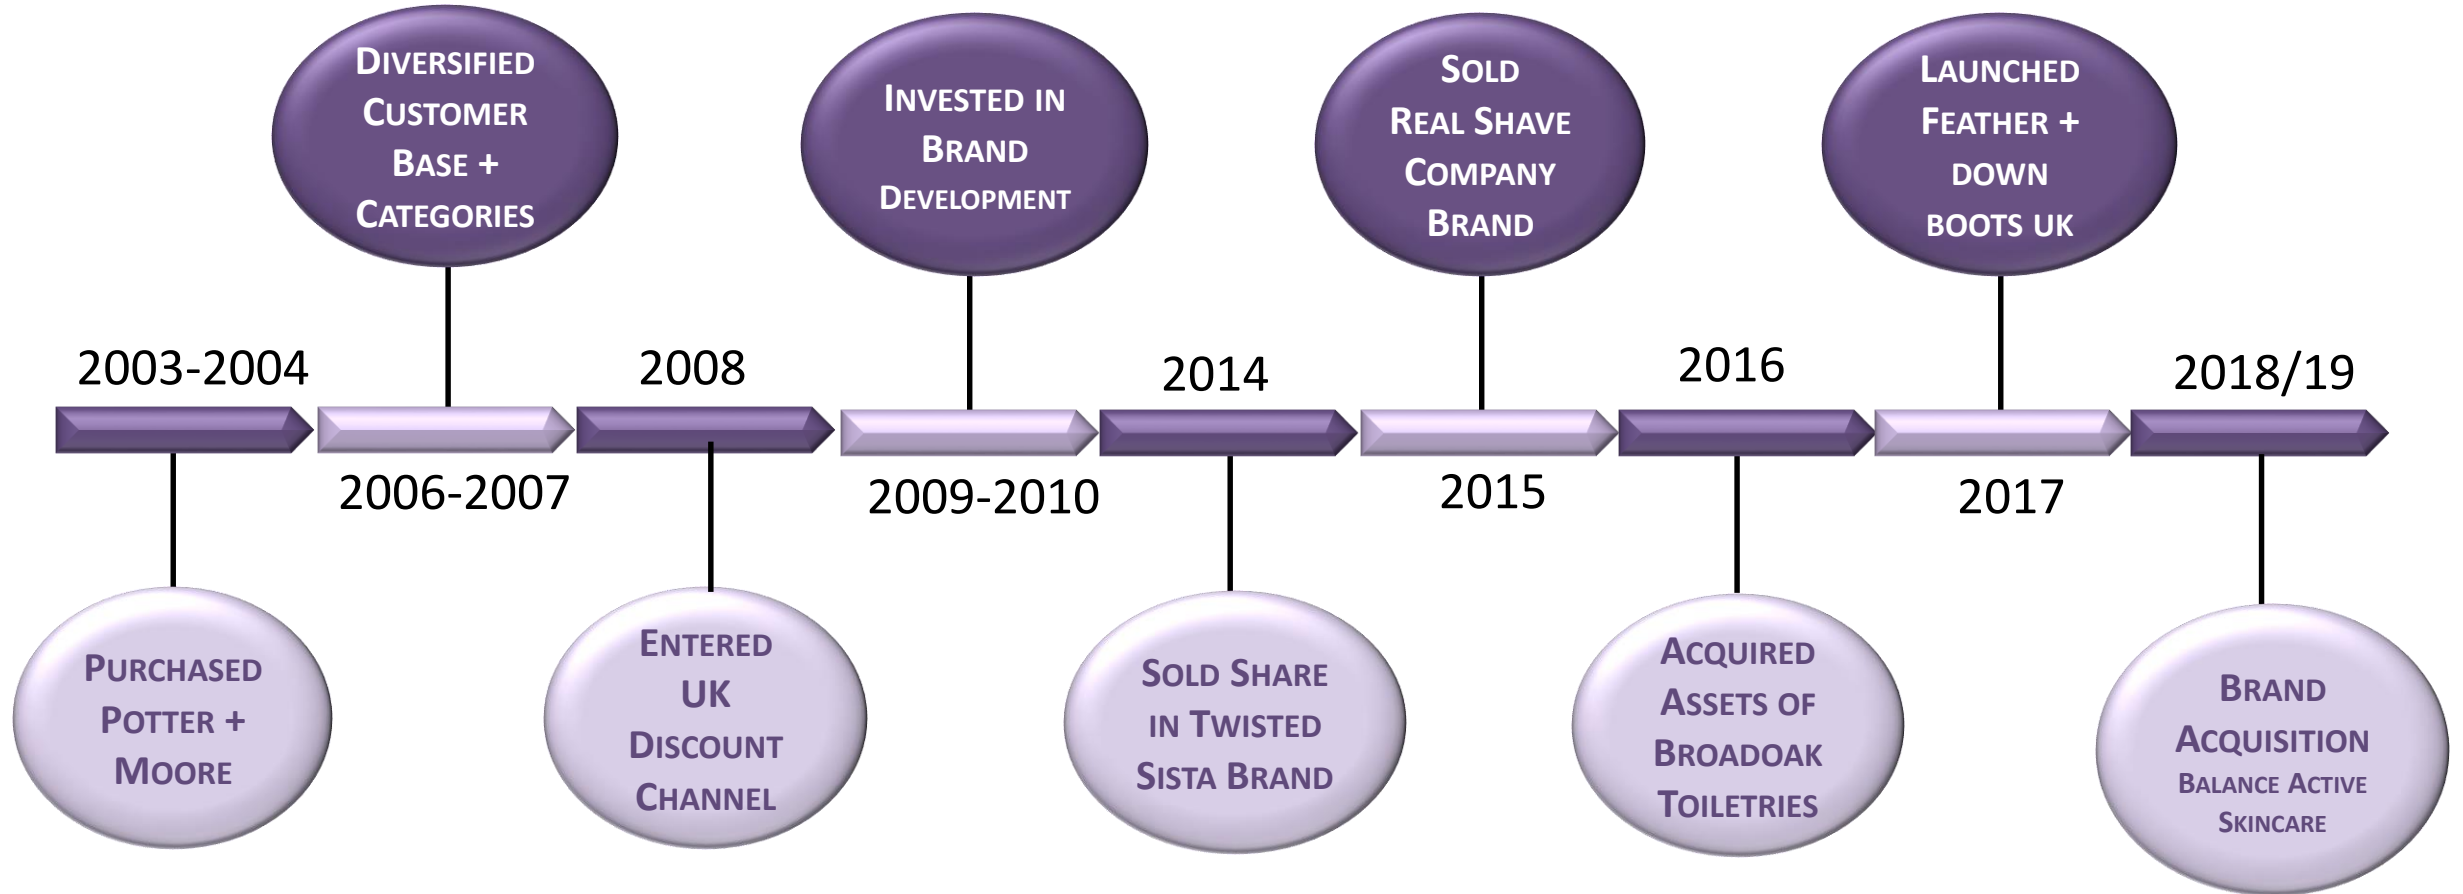 DIVERSIFIED
CUSTOMER
BASE +
CATEGORIES
INVESTED IN
BRAND
DEVELOPMENT
SOLD
REAL SHAVE
COMPANY
BRAND
LAUNCHED
FEATHER +
DOWN
BOOTS UK
2003-2004
2008
2014
2016
2018/19
2006-2007
2009-2010
2015
2017
PURCHASED
POTTER +
MOORE
ENTERED
UK
DISCOUNT
CHANNEL
SOLD SHARE
IN TWISTED
SISTA BRAND
ACQUIRED
ASSETS OF
BROADOAK
TOILETRIES
BRAND
ACQUISITION
BALANCE ACTIVE
SKINCARE